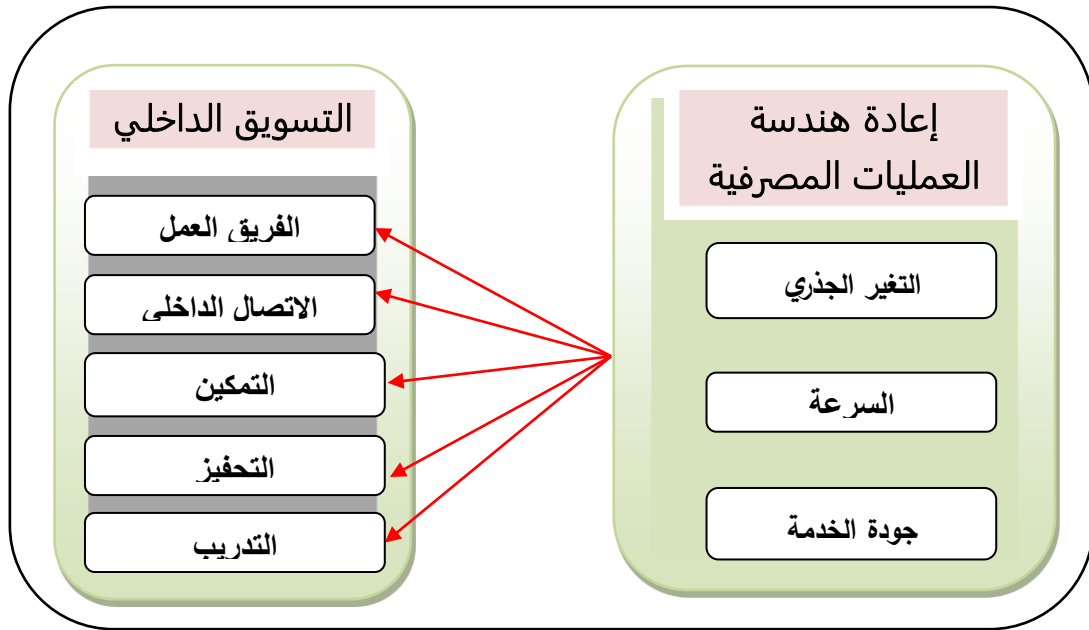 إعادة هندسة
العمليات المصرفية
التغير الجذري
السرعة
جودة الخدمة
التسويق الداخلي
الفريق العمل
الاتصال الداخلي
التمكين
التحفيز
التدريب